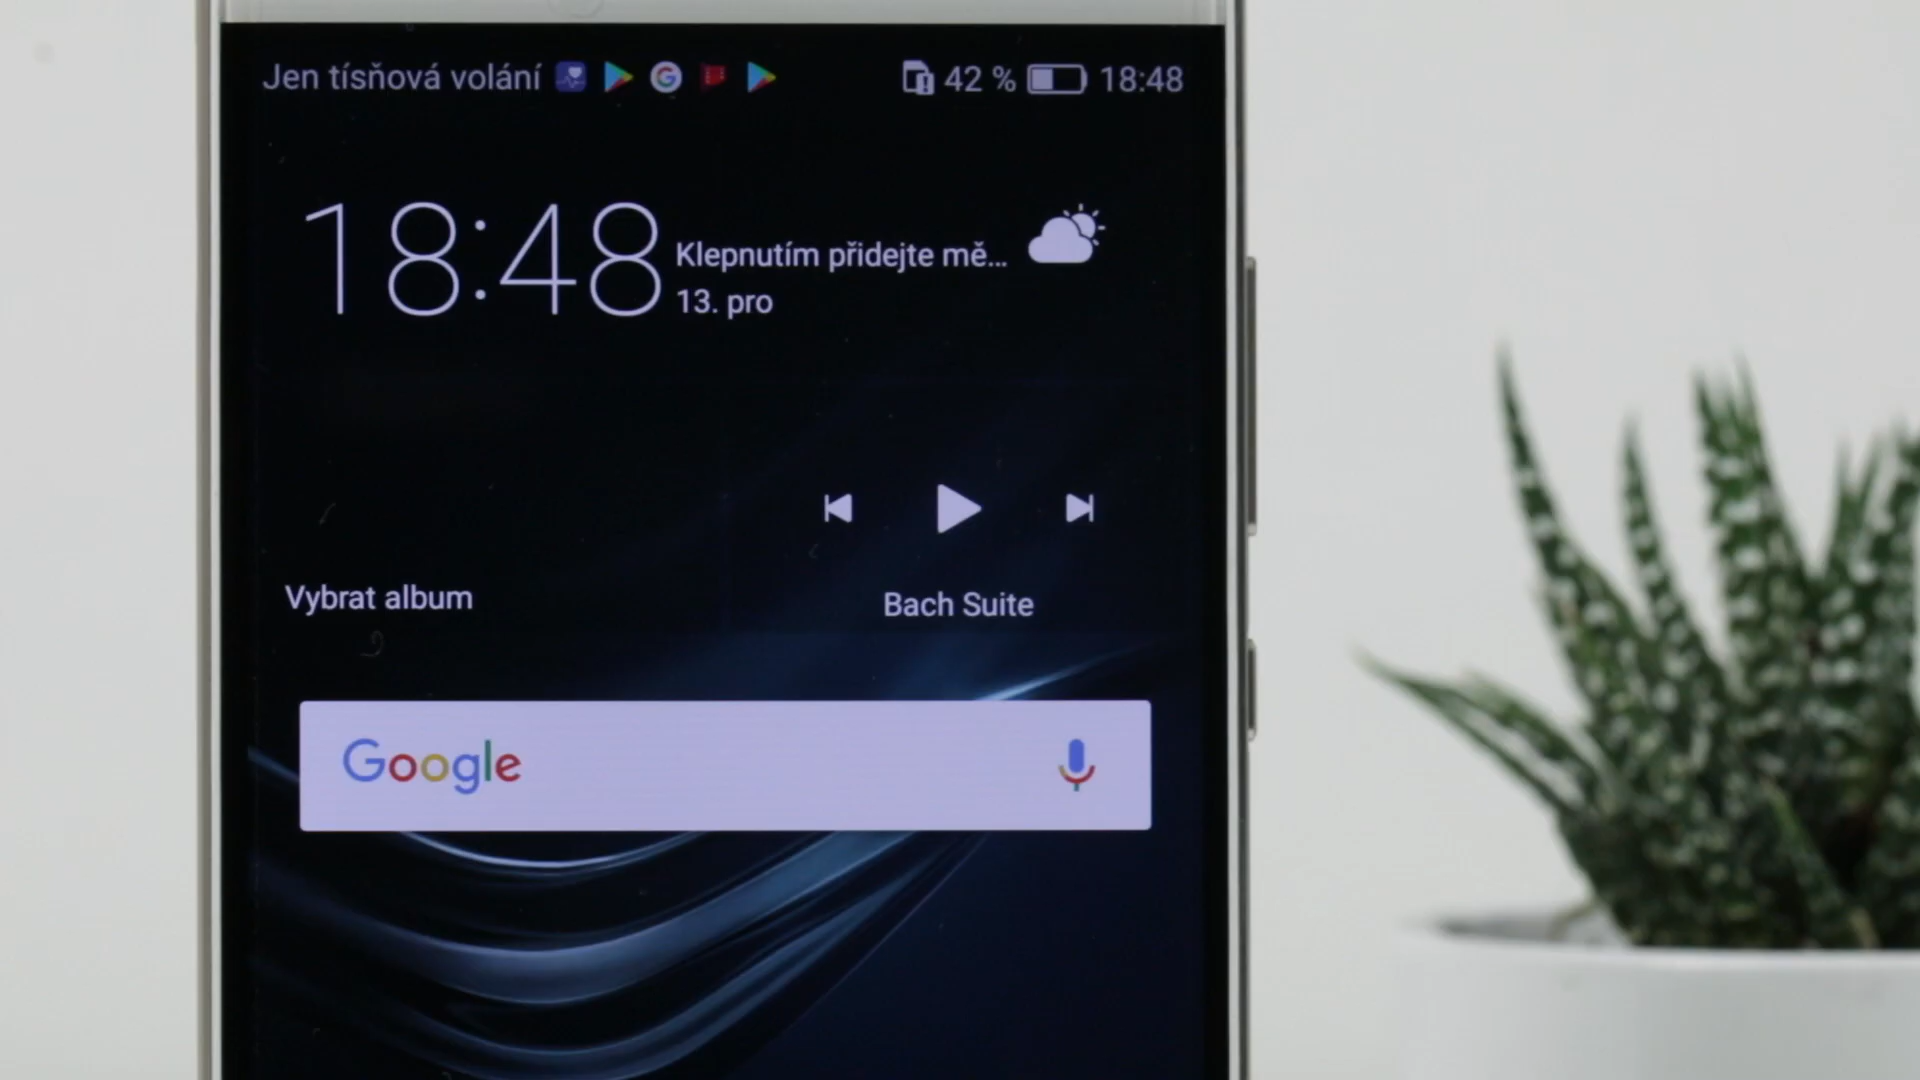 Jen tísňová volání 42 % 18:48
18:48
Klepnutím přidejte mě...
13. pro
Vybrat album
Bach Suite
Google